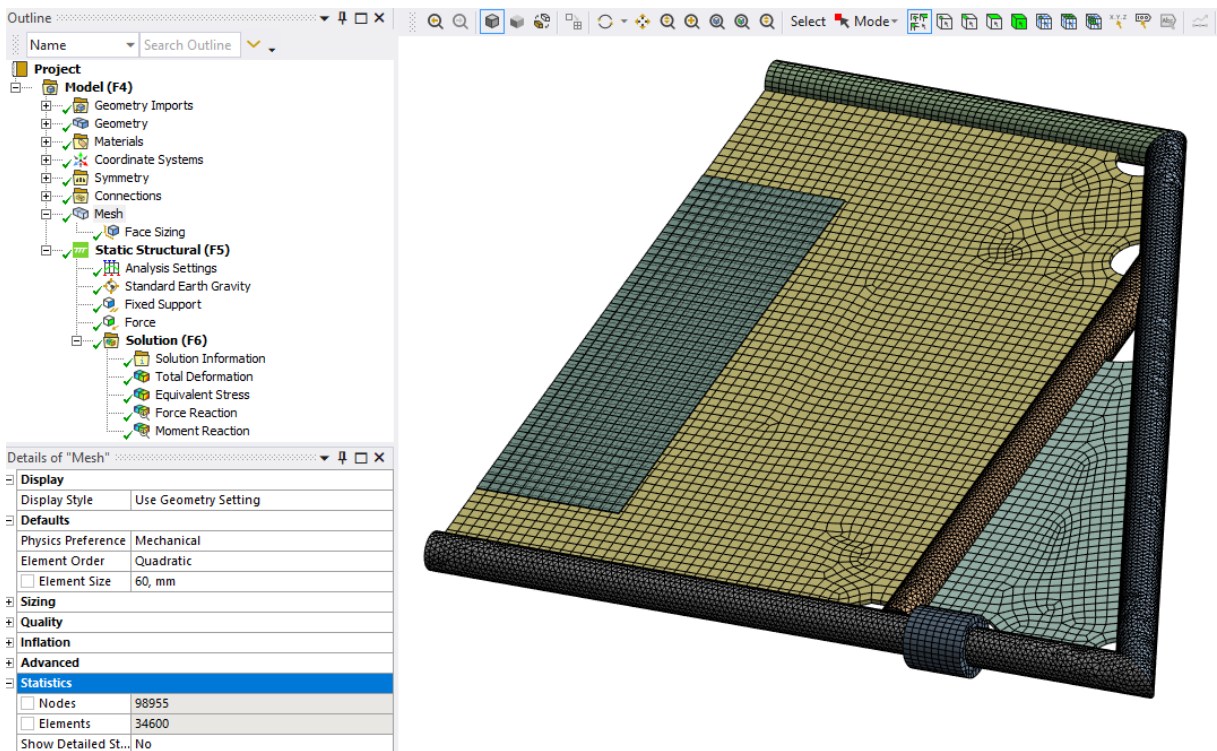 Outline
Name Search Outline
Project
Model (F4)
Geometry Imports
Geometry
Materials
Coordinate Systems
Symmetry
Connections
Mesh
Face Sizing
Static Structural (F5)
Analysis Settings
Standard Earth Gravity
Fixed Support
Force
Solution (F6)
Solution Information
Total Deformation
Equivalent Stress
Force Reaction
Moment Reaction
Details of "Mesh"
Display
Display Style Use Geometry Setting
Defaults
Physics Preference Mechanical
Element Order Quadratic
Element Size 60, mm
Sizing
Quality
Inflation
Advanced
Statistics
Nodes 98955
Elements 34600
Show Detailed St... No
Select Mode